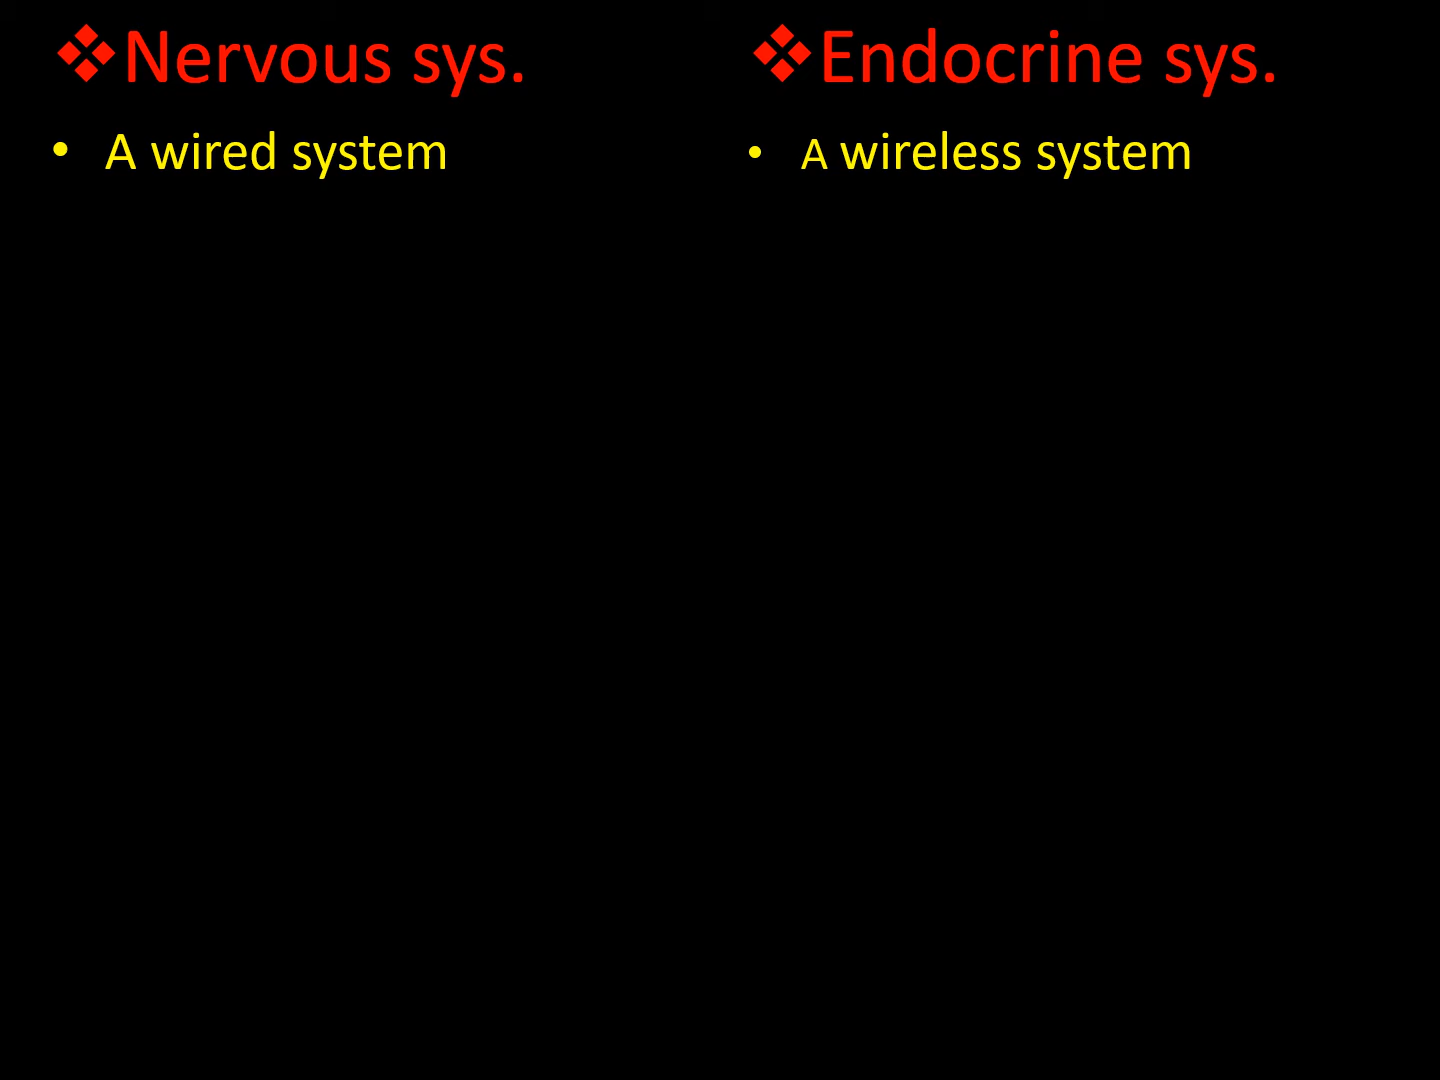 ❖Nervous sys.
• A wired system
❖Endocrine sys.
• A wireless system